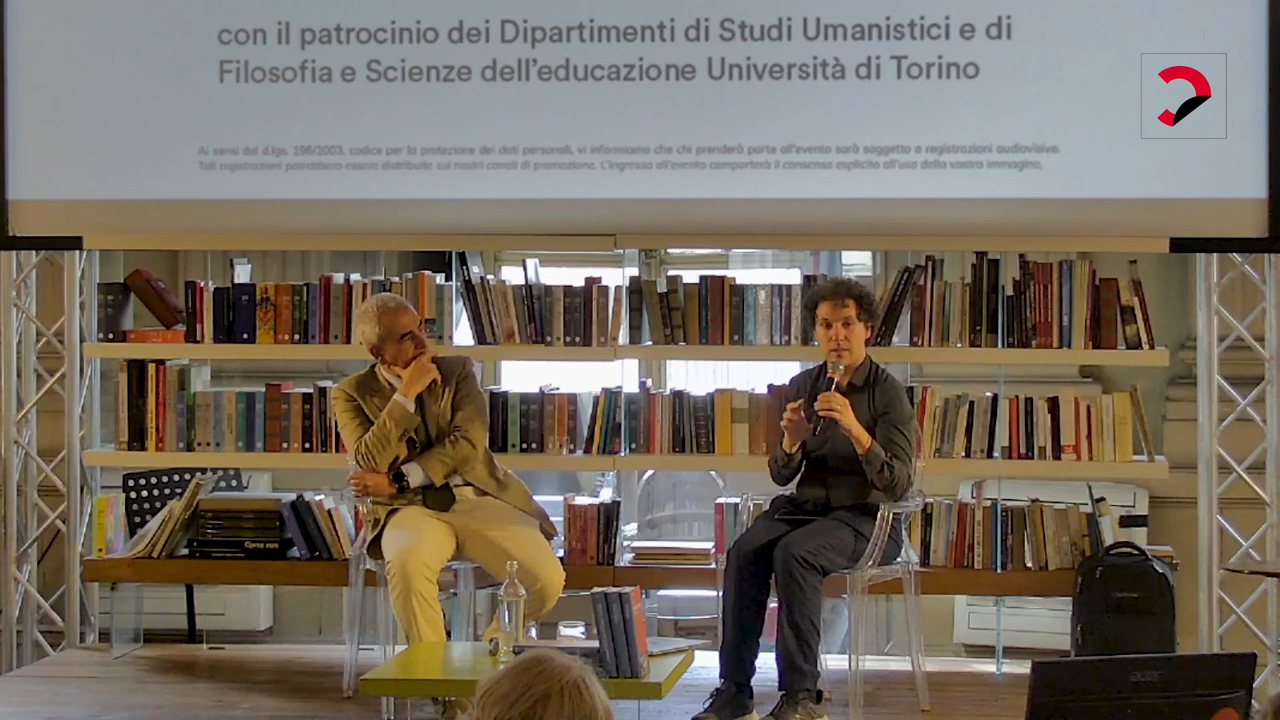 con il patrocinio dei Dipartimenti di Studi Umanistici e di
Filosofia e Scienze dell'educazione Università di Torino
Ai sensi del d.lgs. 196/2003, codice per la protezione dei dati personali, vi informiamo che chi prenderà parte all'evento sarà soggetto a registrazioni audiovisive.
Tali registrazioni potrebbero essere distribuite sui nostri canali di promozione. L'ingresso all'evento comporterà il consenso esplicito all'uso della vostra immagine.
acer